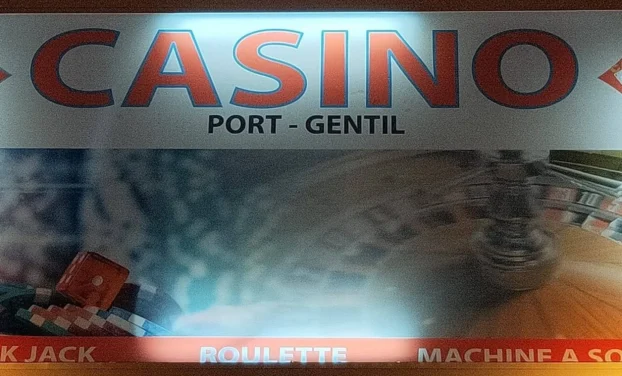 CASINO
PORT - GENTIL
K JACK ROULETTE MACHINE A SO